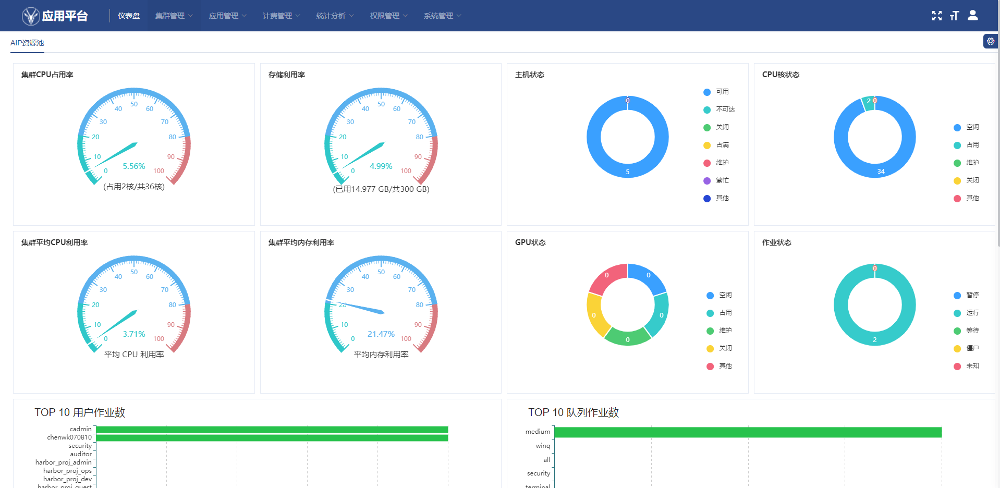 应用平台
仪表盘
集群管理
应用管理
计费管理
统计分析
权限管理
系统管理
AIP资源池
集群CPU占用率
0
10
20
30
40
50
60
70
80
90
100
5.56%
(占用2核/共36核)
存储利用率
0
10
20
30
40
50
60
70
80
90
100
4.99%
(已用14.977 GB/共300 GB)
主机状态
0
5
可用
不可达
关闭
占满
维护
繁忙
其他
CPU核状态
2
0
34
空闲
占用
维护
关闭
其他
集群平均CPU利用率
0
10
20
30
40
50
60
70
80
90
100
3.71%
平均 CPU 利用率
集群平均内存利用率
0
10
20
30
40
50
60
70
80
90
100
21.47%
平均内存利用率
GPU状态
0
0
0
0
0
空闲
占用
维护
关闭
其他
作业状态
0
2
暂停
运行
等待
僵尸
未知
TOP 10 用户作业数
cadmin
chenwk070810
security
auditor
harbor_proj_admin
harbor_proj_ops
harbor_proj_dev
harbor_proj_guest
TOP 10 队列作业数
medium
winq
all
security
terminal